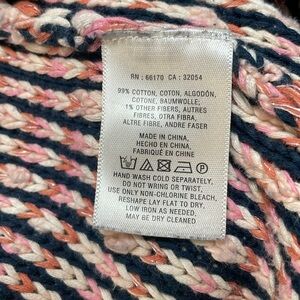 RN : 66170 CA : 32054
99% COTTON, COTON, ALGODÓN,
COTONE, BAUMWOLLE;
1% OTHER FIBERS, AUTRES
FIBRES, OTRA FIBRA,
ALTRE FIBRE, ANDRE FASER
MADE IN CHINA,
HECHO EN CHINA,
FABRIQUÉ EN CHINE
HAND WASH COLD SEPARATELY,
DO NOT WRING OR TWIST,
USE ONLY NON-CHLORINE BLEACH,
RESHAPE LAY FLAT TO DRY,
LOW IRON AS NEEDED,
MAY BE DRY CLEANED